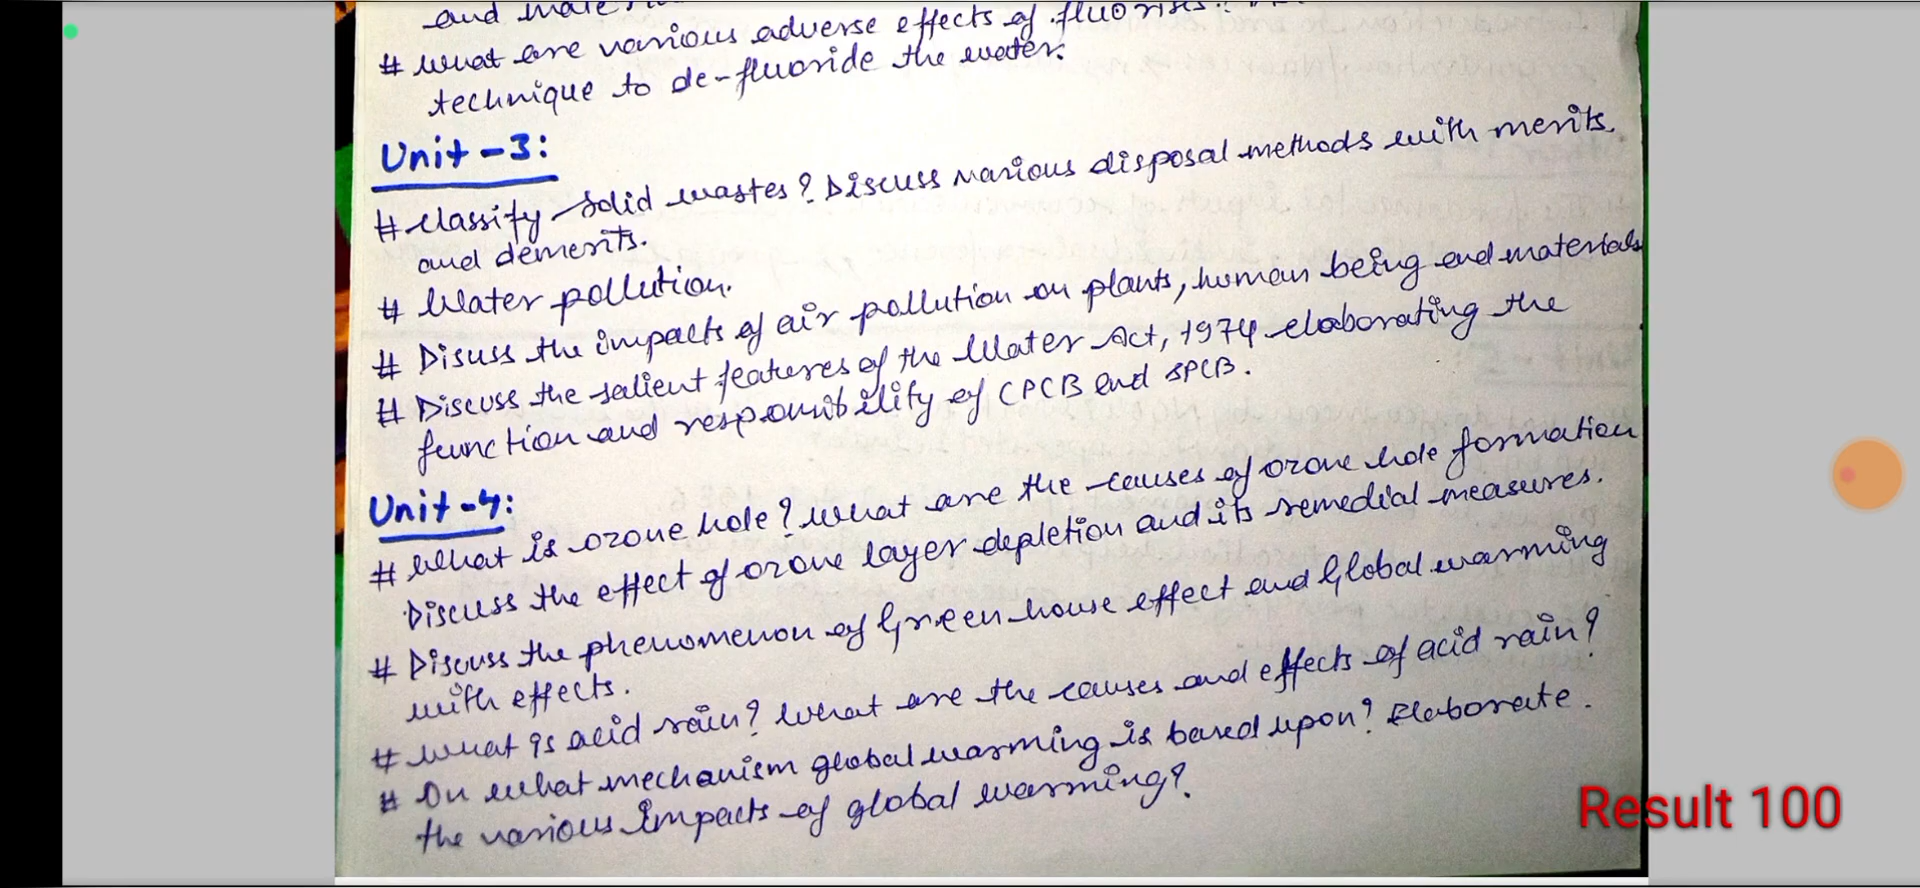 and mate
# what are various adverse effects of fluorises.
technique to de-fluoride the water.
Unit-3:
# classify solid wastes? Discuss various disposal methods with merits
and demerits.
# Water pollution.
# Disuss the impacts of air pollution on plants, human being and materials
# Discuss the salient features of the Water Act, 1974 elaborating the
function and responsibility of CPCB and SPCB.
Unit-4:
# What is ozone hole? what are the causes of ozone hole formation
Discuss the effect of ozone layer depletion and its remedial measures.
# Discuss the phenomenon of Green house effect and Global warming
with effects.
# what is acid rain? what are the causes and effects of acid rain?
# On what mechanism global warming is based upon? Elaborate.
the various impacts of global warming?
Result 100